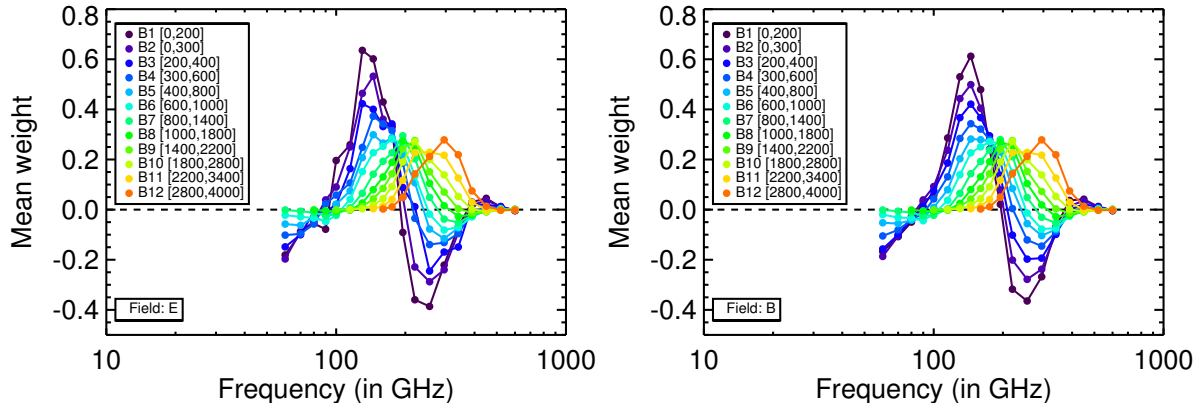 0.8
0.6
0.4
0.2
0.0
-0.2
-0.4
Mean weight
B1 [0,200]
B2 [0,300]
B3 [200,400]
B4 [300,600]
B5 [400,800]
B6 [600,1000]
B7 [800,1400]
B8 [1000,1800]
B9 [1400,2200]
B10 [1800,2800]
B11 [2200,3400]
B12 [2800,4000]
Field: E
10
100
1000
Frequency (in GHz)
0.8
0.6
0.4
0.2
0.0
-0.2
-0.4
Mean weight
B1 [0,200]
B2 [0,300]
B3 [200,400]
B4 [300,600]
B5 [400,800]
B6 [600,1000]
B7 [800,1400]
B8 [1000,1800]
B9 [1400,2200]
B10 [1800,2800]
B11 [2200,3400]
B12 [2800,4000]
Field: B
10
100
1000
Frequency (in GHz)